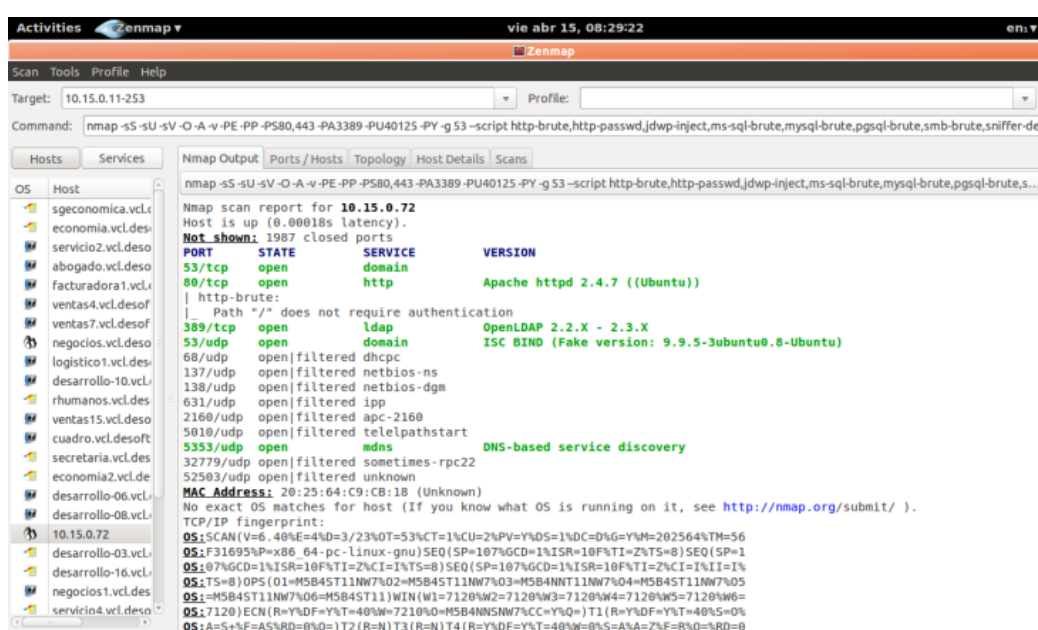 Activities Zenmap ▾ vie abr 15, 08:29:22 en₁▾
Zenmap
Scan Tools Profile Help
Target: 10.15.0.11-253 Profile:
Command: nmap -sS -sU -sV -O -A -v -PE -PP -PS80,443 -PA3389 -PU40125 -PY -g 53 --script http-brute,http-passwd,jdwp-inject,ms-sql-brute,mysql-brute,pgsql-brute,smb-brute,sniffer-de
Hosts Services Nmap Output Ports / Hosts Topology Host Details Scans
nmap -sS -sU -sV -O -A -v -PE -PP -PS80,443 -PA3389 -PU40125 -PY -g 53 --script http-brute,http-passwd,jdwp-inject,ms-sql-brute,mysql-brute,pgsql-brute,s...
OS Host
sgeconomica.vcl.d
economia.vcl.des
servicio2.vcl.deso
abogado.vcl.deso
facturadora1.vcl.
ventas4.vcl.desof
ventas7.vcl.desof
negocios.vcl.deso
logistico1.vcl.des
desarrollo-10.vcl.
rhumanos.vcl.des
ventas15.vcl.deso
cuadro.vcl.desoft
secretaria.vcl.des
economia2.vcl.de
desarrollo-06.vcl.
desarrollo-08.vcl.
10.15.0.72
desarrollo-03.vcl.
desarrollo-16.vcl.
negocios1.vcl.des
servicio4.vcl.deso
Nmap scan report for 10.15.0.72
Host is up (0.00018s latency).
Not shown: 1987 closed ports
PORT STATE SERVICE VERSION
53/tcp open domain
80/tcp open http Apache httpd 2.4.7 ((Ubuntu))
| http-brute:
|_ Path "/" does not require authentication
389/tcp open ldap OpenLDAP 2.2.X - 2.3.X
53/udp open domain ISC BIND (Fake version: 9.9.5-3ubuntu0.8-Ubuntu)
68/udp open|filtered dhcpc
137/udp open|filtered netbios-ns
138/udp open|filtered netbios-dgm
631/udp open|filtered ipp
2160/udp open|filtered apc-2160
5010/udp open|filtered telelpathstart
5353/udp open mdns DNS-based service discovery
32779/udp open|filtered sometimes-rpc22
52503/udp open|filtered unknown
MAC Address: 20:25:64:C9:CB:18 (Unknown)
No exact OS matches for host (If you know what OS is running on it, see http://nmap.org/submit/ ).
TCP/IP fingerprint:
OS:SCAN(V=6.40%E=4%D=3/23%OT=53%CT=1%CU=2%PV=Y%DS=1%DC=D%G=Y%M=202564%TM=56
OS:F31695%P=x86_64-pc-linux-gnu)SEQ(SP=107%GCD=1%ISR=10F%TI=Z%TS=8)SEQ(SP=1
OS:07%GCD=1%ISR=10F%TI=Z%CI=I%TS=8)SEQ(SP=107%GCD=1%ISR=10F%TI=Z%CI=I%II=I%
OS:TS=8)OPS(O1=M5B4ST11NW7%O2=M5B4ST11NW7%O3=M5B4NNT11NW7%O4=M5B4ST11NW7%O5
OS:=M5B4ST11NW7%O6=M5B4ST11)WIN(W1=7120%W2=7120%W3=7120%W4=7120%W5=7120%W6=
OS:7120)ECN(R=Y%DF=Y%T=40%W=7210%O=M5B4NNSNW7%CC=Y%Q=)T1(R=Y%DF=Y%T=40%S=O%
OS:A=S+%F=AS%RD=0%Q=)T2(R=N)T3(R=N)T4(R=Y%DF=Y%T=40%W=0%S=A%A=Z%F=R%O=%RD=0